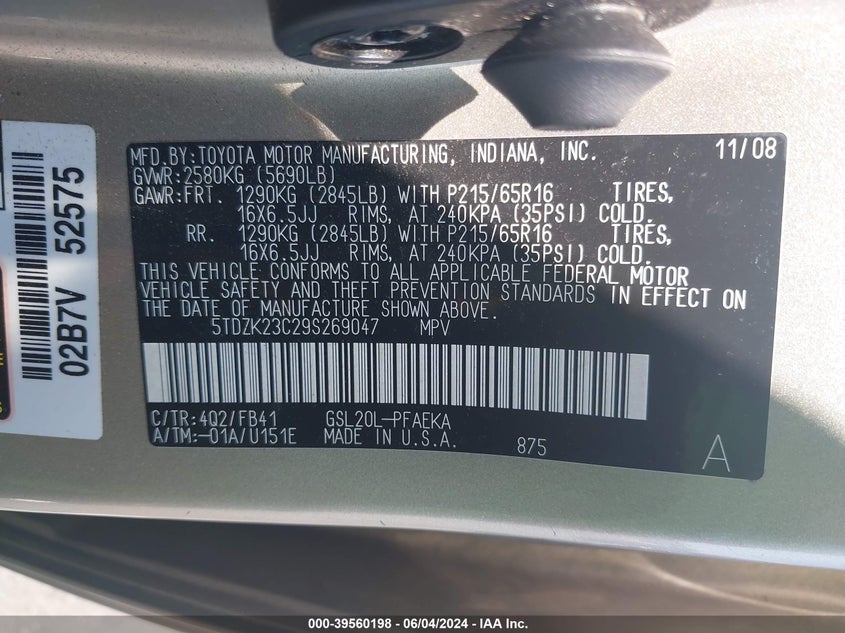 MFD.BY:TOYOTA MOTOR MANUFACTURING, INDIANA, INC. 11/08
GVWR:2580KG (5690LB)
GAWR:FRT. 1290KG (2845LB) WITH P215/65R16 TIRES,
16X6.5JJ RIMS, AT 240KPA (35PSI) COLD.
RR. 1290KG (2845LB) WITH P215/65R16 TIRES,
16X6.5JJ RIMS, AT 240KPA (35PSI) COLD.
THIS VEHICLE CONFORMS TO ALL APPLICABLE FEDERAL MOTOR
VEHICLE SAFETY AND THEFT PREVENTION STANDARDS IN EFFECT ON
THE DATE OF MANUFACTURE SHOWN ABOVE.
5TDZK23C29S269047 MPV
C/TR:4Q2/FB41 GSL20L-PFAEKA
A/TM:-01A/U151E MADE IN U.S.A. 875 A
02B7V 52575
000-39560198 - 06/04/2024 - IAA Inc.